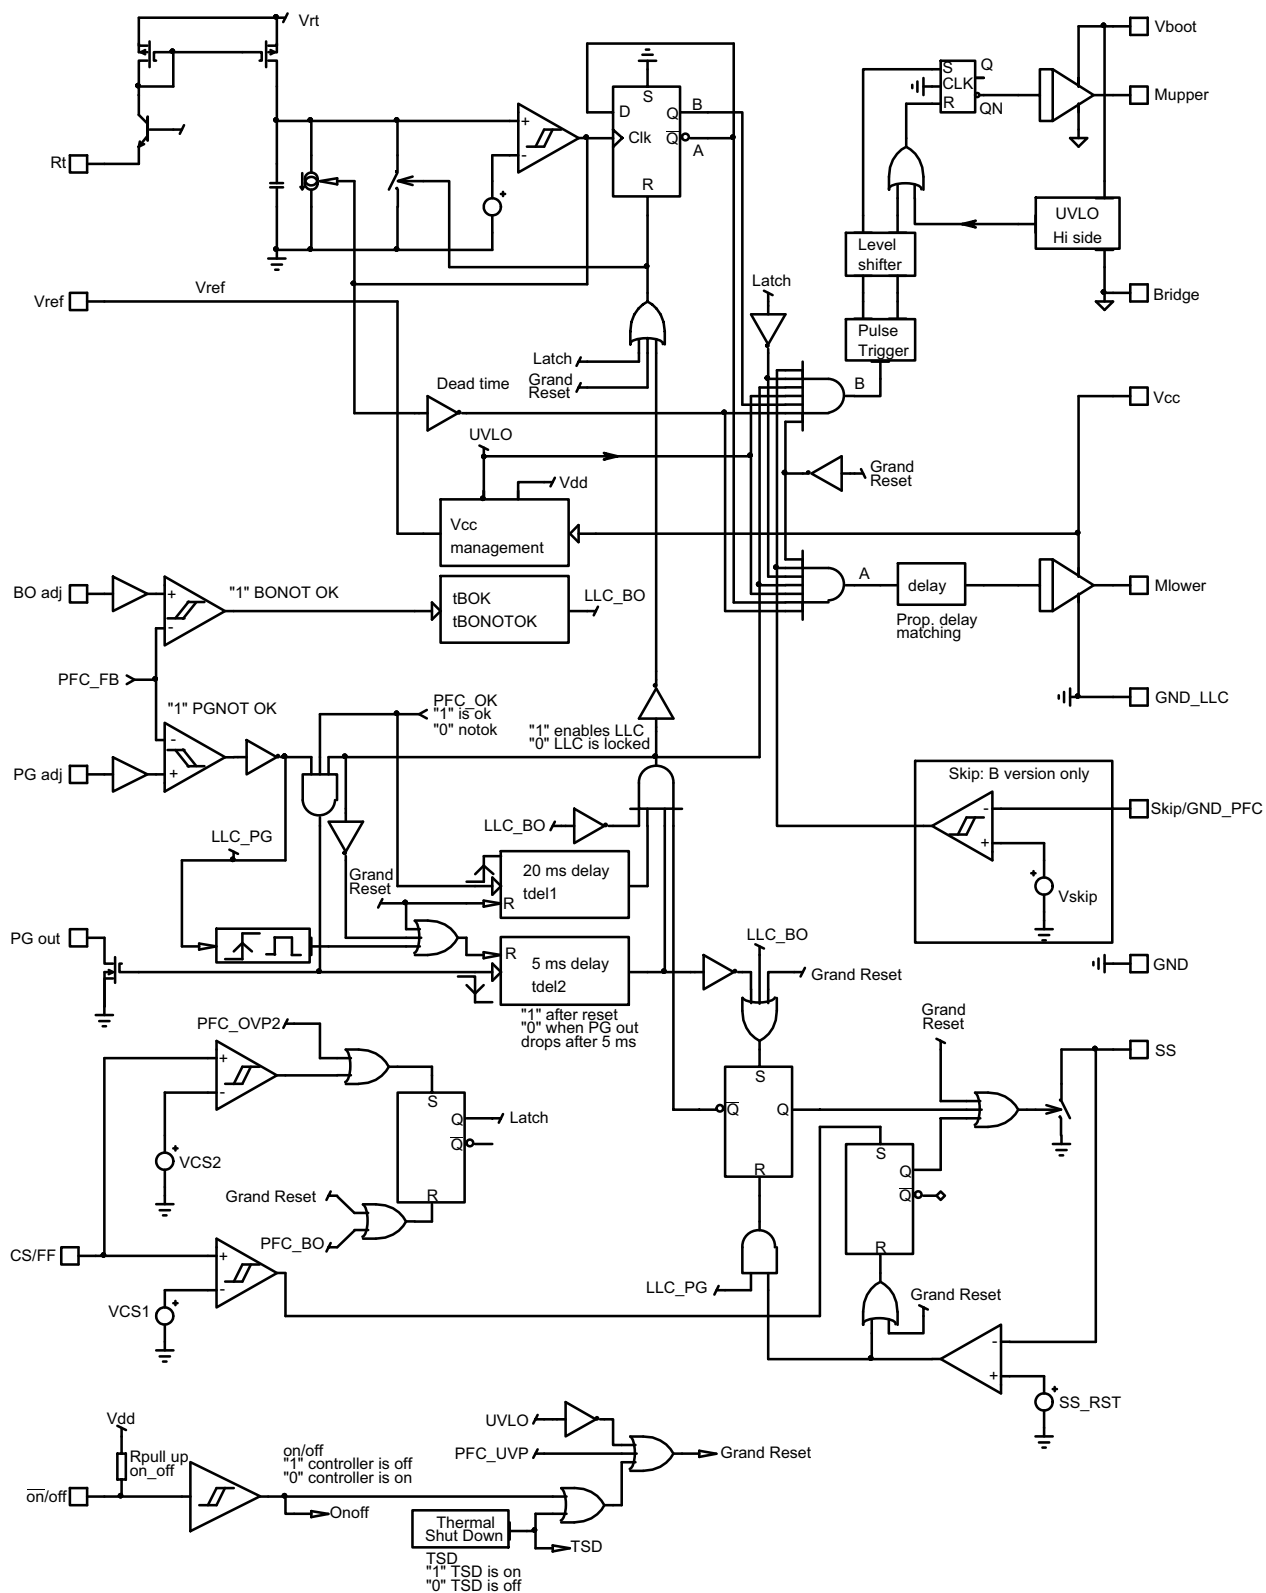 Vrt
Vboot
S
Q
CLK
R
QN
Mupper
D
S
Q
B
Clk
Q
A
R
Rt
+
-
+
UVLO
Hi side
Level
shifter
Latch
Vref
Vref
Bridge
Pulse
Trigger
Latch
Grand
Reset
Dead time
B
Vcc
UVLO
Vdd
Grand
Reset
Vcc
management
A
delay
Prop. delay
matching
Mlower
BO adj
+
-
"1" BONOT OK
tBOK
tBONOTOK
LLC_BO
PFC_FB
PFC_OK
"1" is ok
"0" notok
GND_LLC
"1" PGNOT OK
-
+
PG adj
"1" enables LLC
"0" LLC is locked
Skip: B version only
-
+
Skip/GND_PFC
+
Vskip
LLC_PG
LLC_BO
20 ms delay
tdel1
R
Grand
Reset
PG out
R
5 ms delay
tdel2
LLC_BO
Grand Reset
GND
"1" after reset
"0" when PG out
drops after 5 ms
PFC_OVP2
Grand
Reset
SS
+
-
S
Q
Q
R
Latch
+
VCS2
S
Q
Q
R
S
Q
Q
R
Grand Reset
PFC_BO
CS/FF
+
-
LLC_PG
Grand Reset
VCS1
+
-
+
+
SS_RST
UVLO
PFC_UVP
Grand Reset
Vdd
Rpull up
on_off
on/off
"1" controller is off
"0" controller is on
on/off
Onoff
Thermal
Shut Down
TSD
TSD
"1" TSD is on
"0" TSD is off